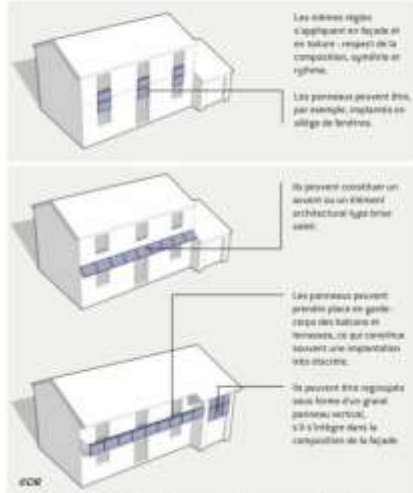 Les mêmes règles
s'appliquent en façade et
en toiture : respect de la
composition, symétrie et
rythme.
Les panneaux peuvent être,
par exemple, implantés en
allège de fenêtres.
Ils peuvent constituer un
auvent ou un élément
architectural type brise
soleil.
Les panneaux peuvent
prendre place en garde-
corps des balcons et
terrasses, ce qui constitue
souvent une implantation
très discrète.
Ils peuvent être regroupés
sous forme d'un grand
panneau vertical,
s'il s'intègre dans la
composition de la façade.